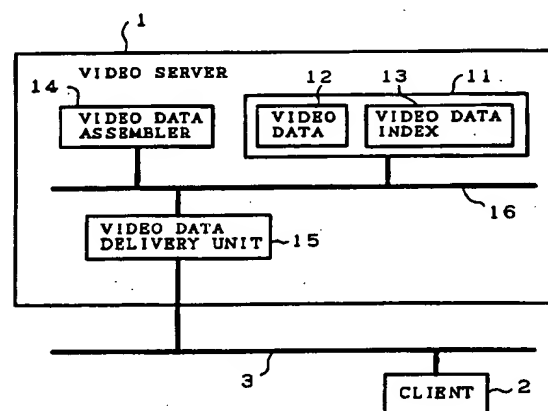 1
VIDEO SERVER
14
VIDEO DATA
ASSEMBLER
12
13
11
VIDEO
DATA
VIDEO DATA
INDEX
16
VIDEO DATA
DELIVERY UNIT
15
3
CLIENT
2